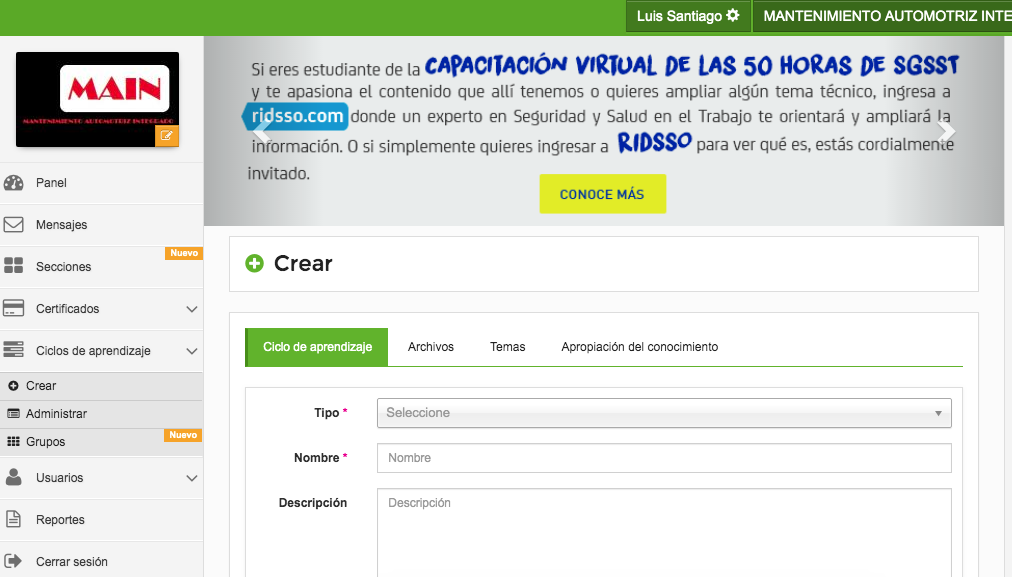 Luis Santiago
MANTENIMIENTO AUTOMOTRIZ INTE
MAIN
MANTENIMIENTO AUTOMOTRIZ INTEGRADO
Panel
Mensajes
Nuevo
Secciones
Certificados
Ciclos de aprendizaje
Crear
Administrar
Nuevo
Grupos
Usuarios
Reportes
Cerrar sesión
Si eres estudiante de la CAPACITACIÓN VIRTUAL DE LAS 50 HORAS DE SGSST
y te apasiona el contenido que allí tenemos o quieres ampliar algún tema técnico, ingresa a
ridsso.com donde un experto en Seguridad y Salud en el Trabajo te orientará y ampliará la
información. O si simplemente quieres ingresar a RIDSSO para ver qué es, estás cordialmente
invitado.
CONOCE MÁS
Crear
Ciclo de aprendizaje Archivos Temas Apropiación del conocimiento
Tipo * Seleccione
Nombre * Nombre
Descripción Descripción